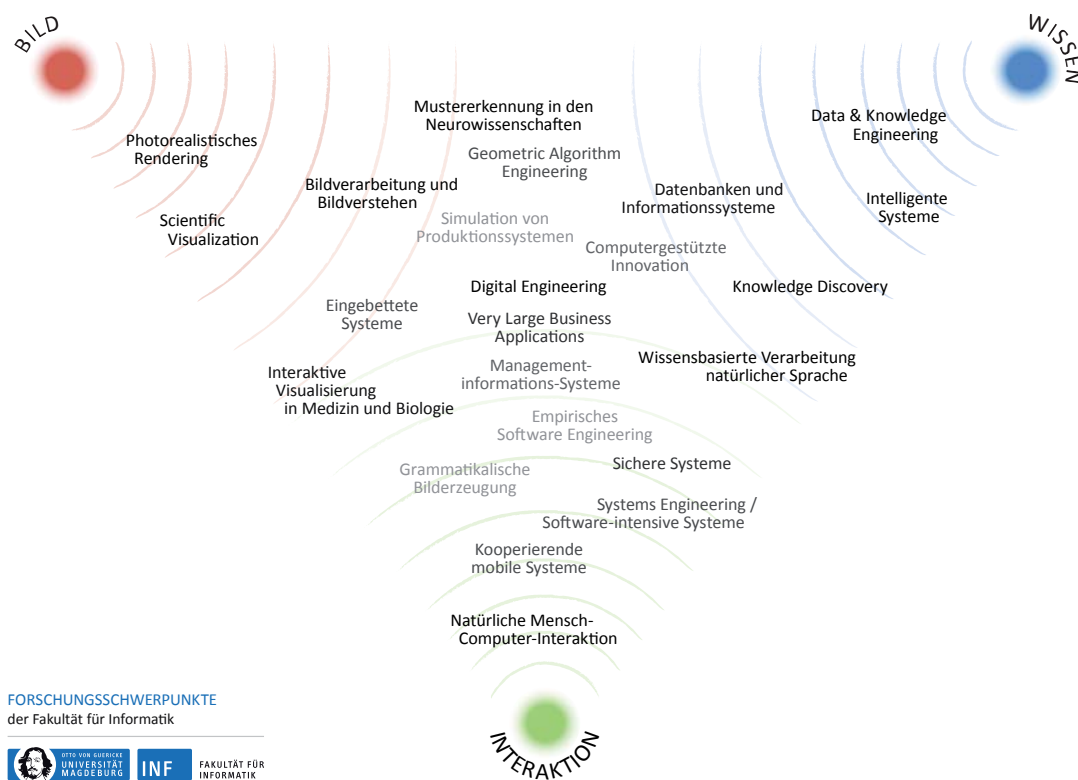 BILD
WISSEN
Mustererkennung in den
Neurowissenschaften
Data & Knowledge
Engineering
Photorealistisches
Rendering
Geometric Algorithm
Engineering
Bildverarbeitung und
Bildverstehen
Datenbanken und
Informationssysteme
Intelligente
Systeme
Scientific
Visualization
Simulation von
Produktionssystemen
Computergestützte
Innovation
Digital Engineering
Knowledge Discovery
Eingebettete
Systeme
Very Large Business
Applications
Management-
informations-Systeme
Wissensbasierte Verarbeitung
natürlicher Sprache
Interaktive
Visualisierung
in Medizin und Biologie
Empirisches
Software Engineering
Grammatikalische
Bilderzeugung
Sichere Systeme
Systems Engineering /
Software-intensive Systeme
Kooperierende
mobile Systeme
Natürliche Mensch-
Computer-Interaktion
INTERAKTION
FORSCHUNGSSCHWERPUNKTE
der Fakultät für Informatik
OTTO VON GUERICKE
UNIVERSITÄT
MAGDEBURG
INF
FAKULTÄT FÜR
INFORMATIK